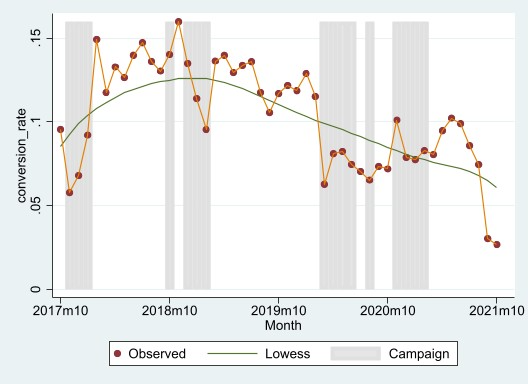 conversion_rate
.15
.1
.05
0
2017m10 2018m10 2019m10 2020m10 2021m10
Month
Observed Lowess Campaign